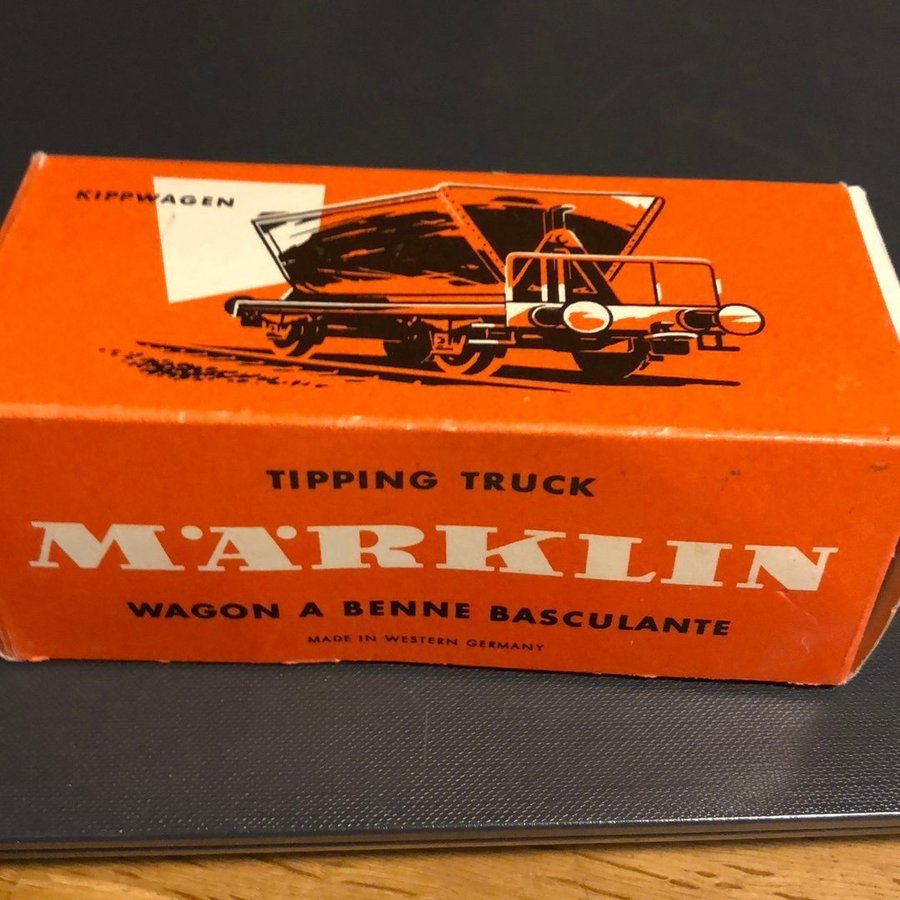 KIPPWAGEN
TIPPING TRUCK
MÄRKLIN
WAGON A BENNE BASCULANTE
MADE IN WESTERN GERMANY